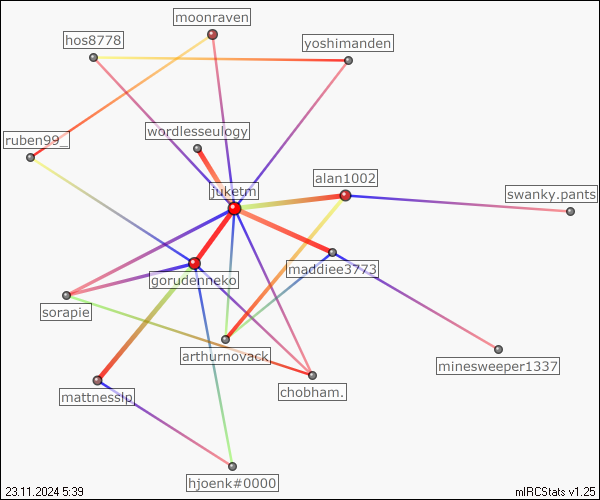 moonraven
hos8778
yoshimanden
wordlesseulogy
ruben99_
alan1002
juketm
swanky.pants
maddiee3773
gorudenneko
sorapie
arthurnovack
minesweeper1337
chobham.
mattnesslp
hjoenk#0000
23.11.2024 5:39
mIRCStats v1.25